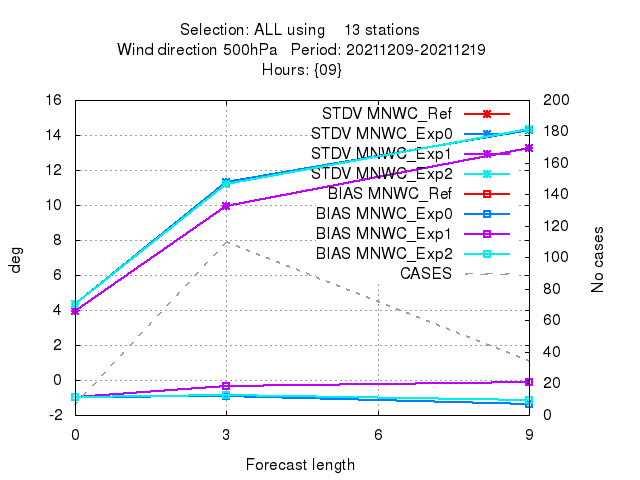 Selection: ALL using 13 stations
Wind direction 500hPa Period: 20211209-20211219
Hours: {09}
STDV MNWC_Ref
STDV MNWC_Exp0
STDV MNWC_Exp1
STDV MNWC_Exp2
BIAS MNWC_Ref
BIAS MNWC_Exp0
BIAS MNWC_Exp1
BIAS MNWC_Exp2
CASES
deg
16
14
12
10
8
6
4
2
0
-2
No cases
200
180
160
140
120
100
80
60
40
20
0
0 3 6 9
Forecast length